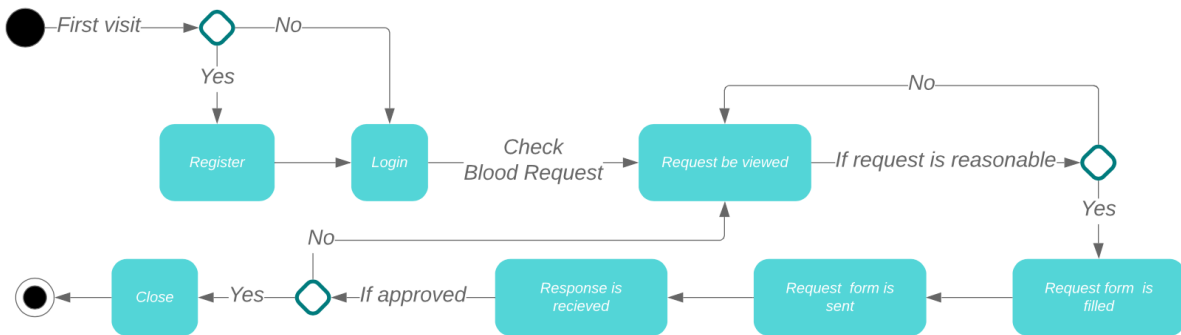 First visit
No
Yes
No
Register
Login
Check
Blood Request
Request be viewed
If request is reasonable
Yes
No
Close
Yes
If approved
Response is
recieved
Request form is
sent
Request form is
filled